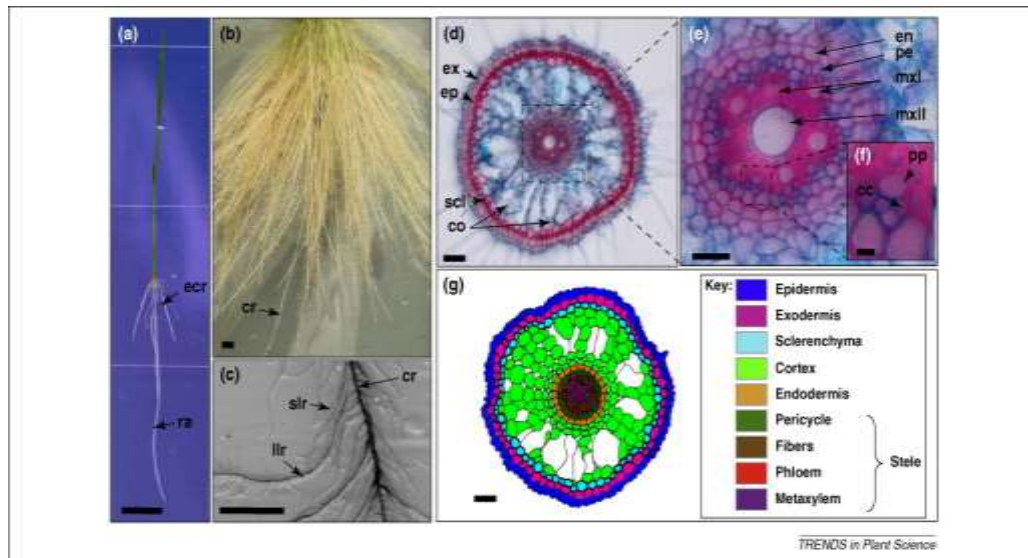 (a)
ecr
ra
(b)
cr
(c)
cr
slr
llr
(d)
ex
ep
scl
co
(e)
en
pe
mxI
mxII
(f)
pp
cc
(g)
Key:
Epidermis
Exodermis
Sclerenchyma
Cortex
Endodermis
Pericycle
Fibers
Phloem
Metaxylem
Stele
TRENDS in Plant Science